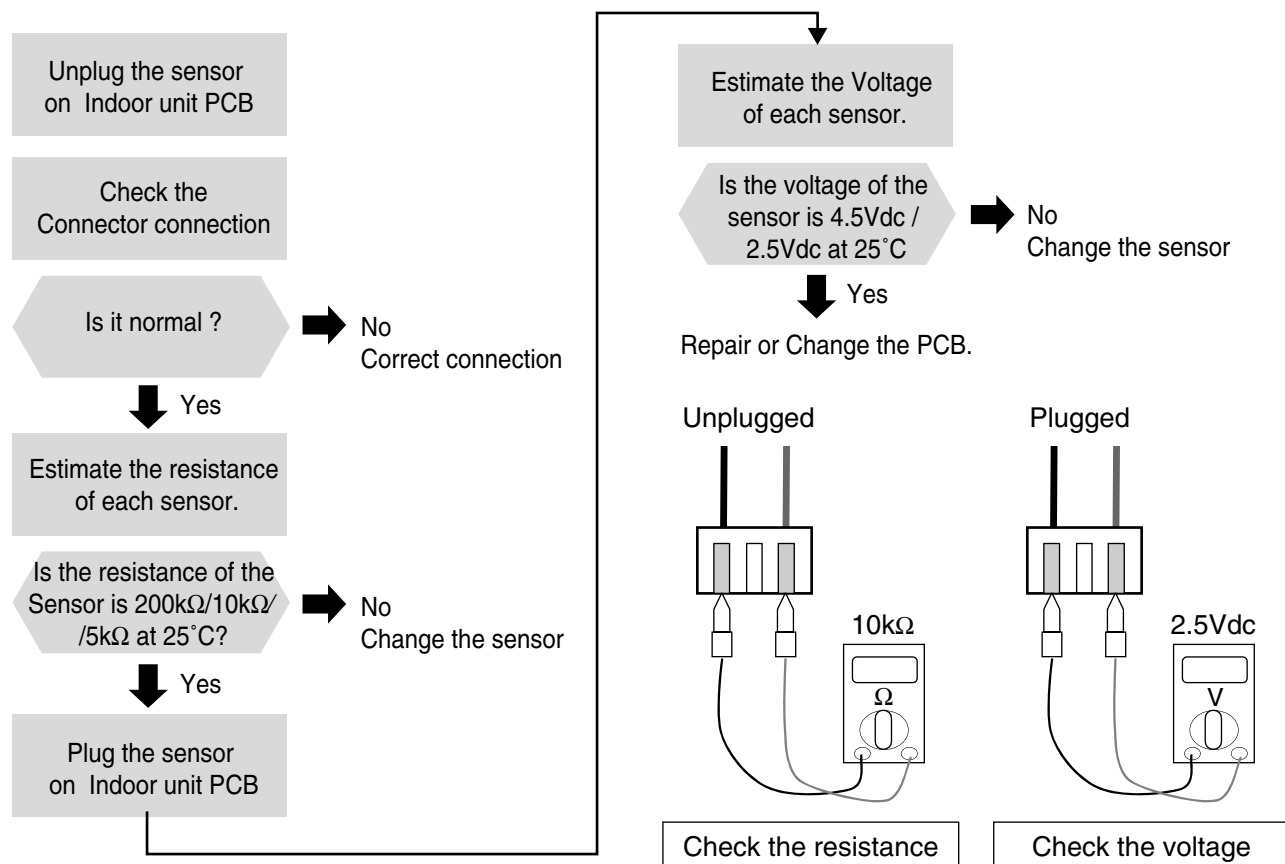 Unplug the sensor
on Indoor unit PCB
Check the
Connector connection
Is it normal ?
No
Correct connection
Yes
Estimate the resistance
of each sensor.
Is the resistance of the
Sensor is 200kΩ/10kΩ/
/5kΩ at 25˚C?
No
Change the sensor
Yes
Plug the sensor
on Indoor unit PCB
Estimate the Voltage
of each sensor.
Is the voltage of the
sensor is 4.5Vdc /
2.5Vdc at 25˚C
No
Change the sensor
Yes
Repair or Change the PCB.
Unplugged
10kΩ
Ω
Check the resistance
Plugged
2.5Vdc
V
Check the voltage